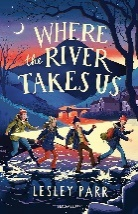 WHERE
the RIVER
TAKES US
LESLEY PARR